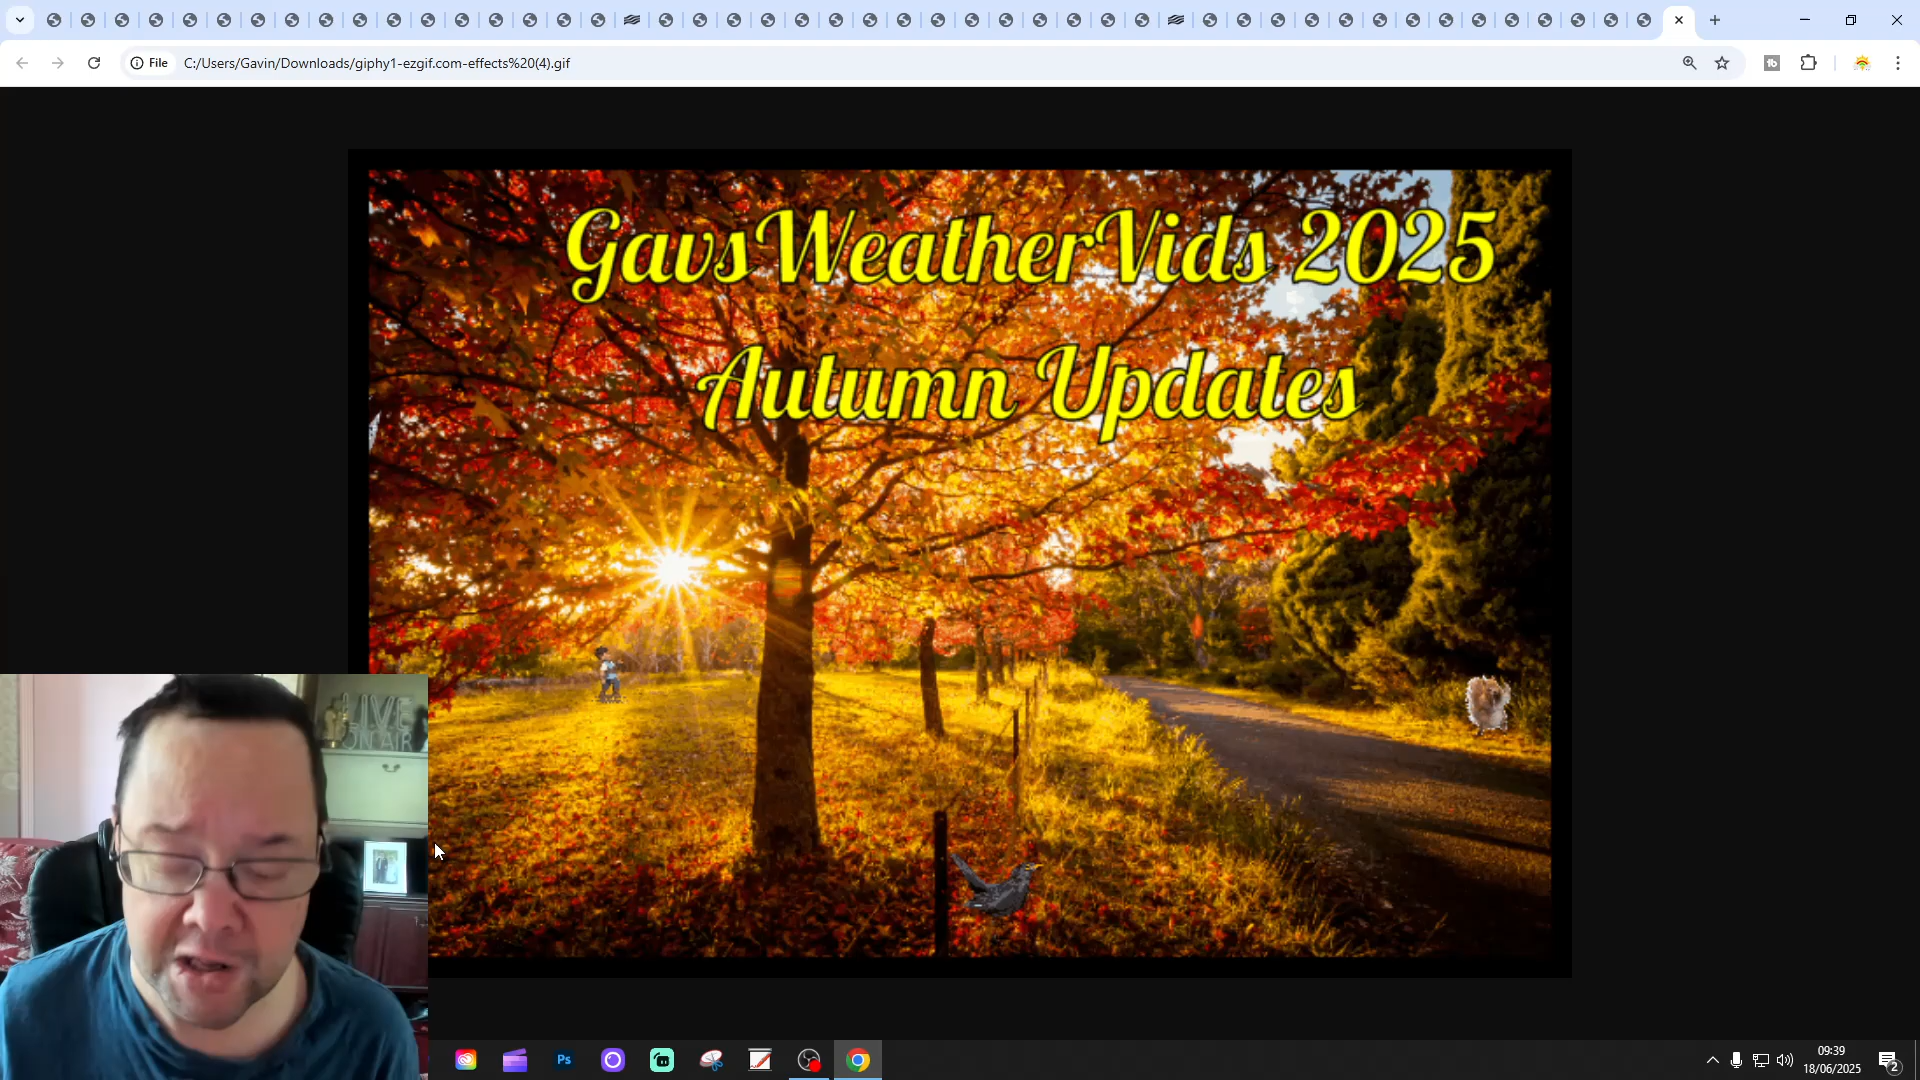 File
C:/Users/Gavin/Downloads/giphy1-ezgif.com-effects%20(4).gif
GavsWeatherVids 2025
Autumn Updates
LIVE
ON AIR
Ps
09:39
18/06/2025
2